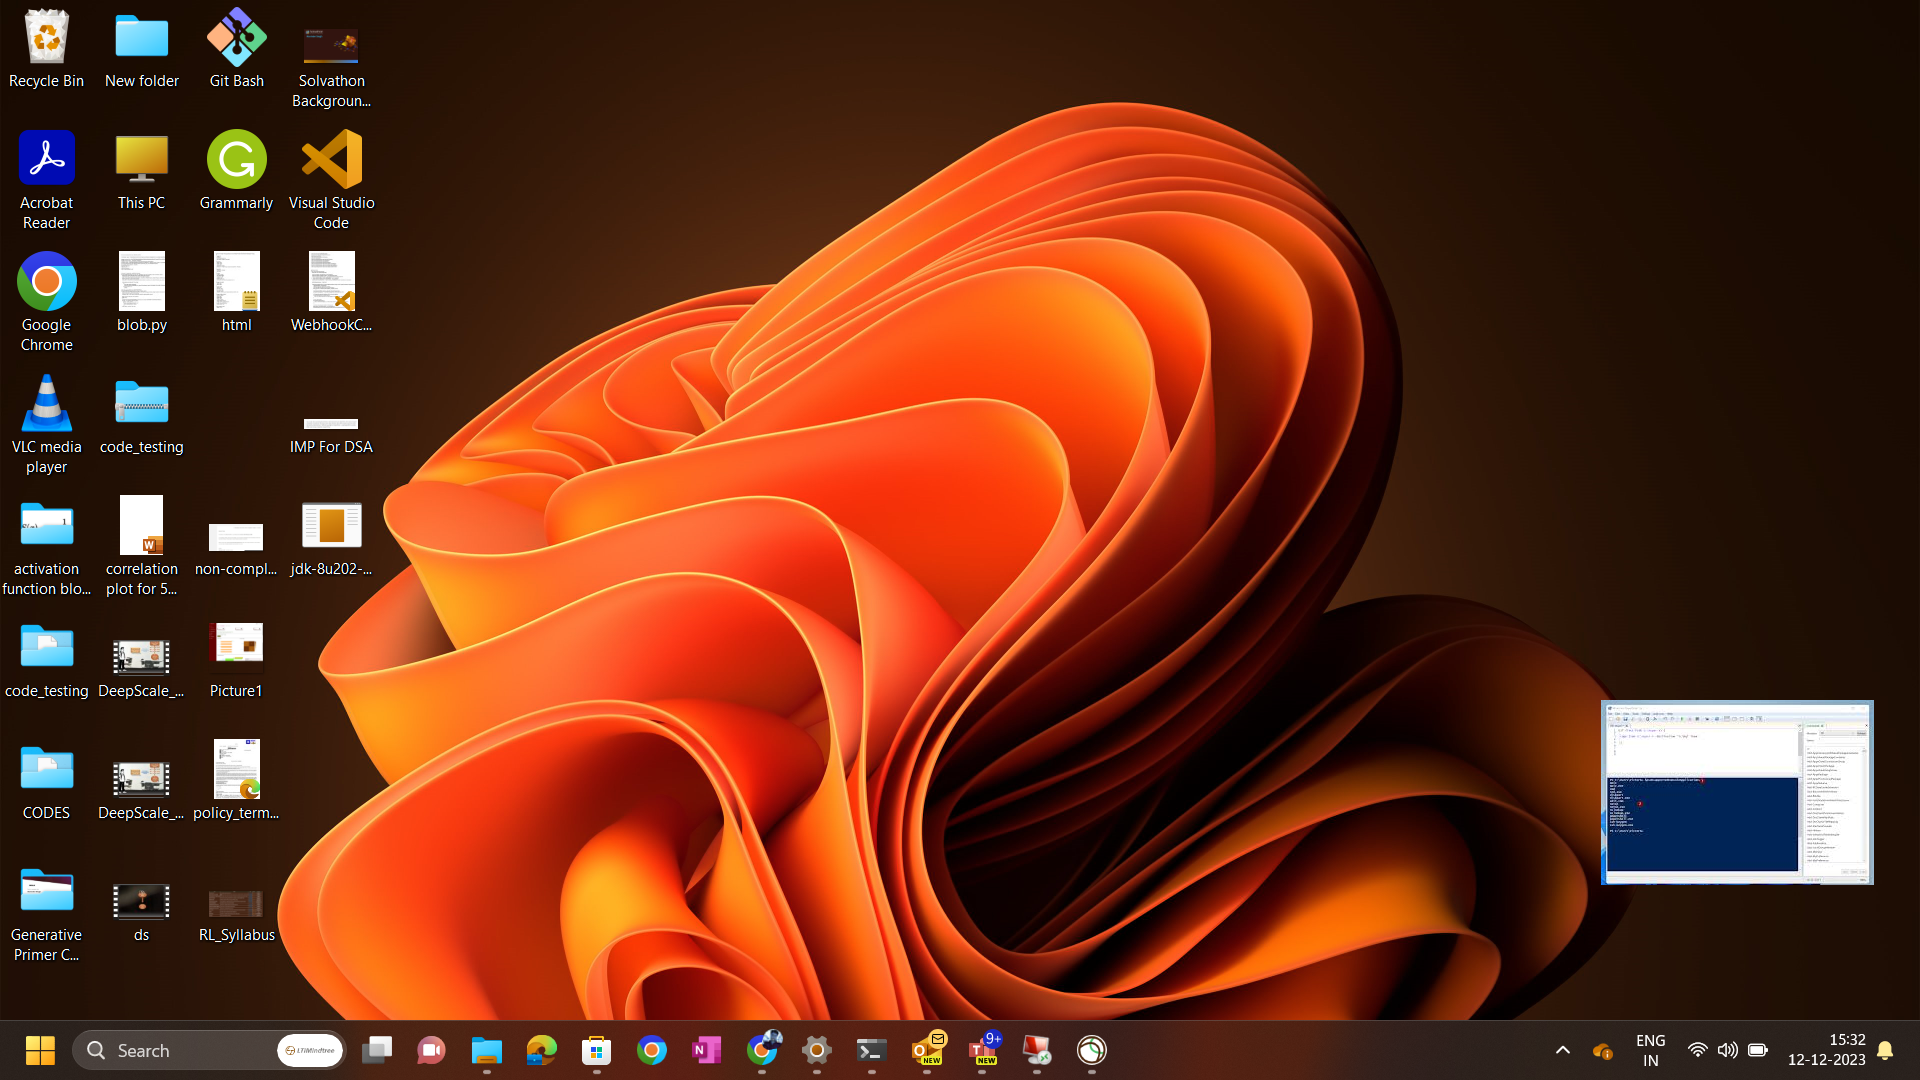 Recycle Bin
New folder
Git Bash
Solvathon
Backgroun...
Acrobat
Reader
This PC
Grammarly
Visual Studio
Code
Google
Chrome
blob.py
html
WebhookC...
VLC media
player
code_testing
IMP For DSA
activation
function blo...
correlation
plot for 5...
non-compl...
jdk-8u202-...
code_testing
DeepScale_...
Picture1
CODES
DeepScale_...
policy_term...
Generative
Primer C...
ds
RL_Syllabus
Search
LTIMindtree
NEW
9+
NEW
ENG
IN
15:32
12-12-2023